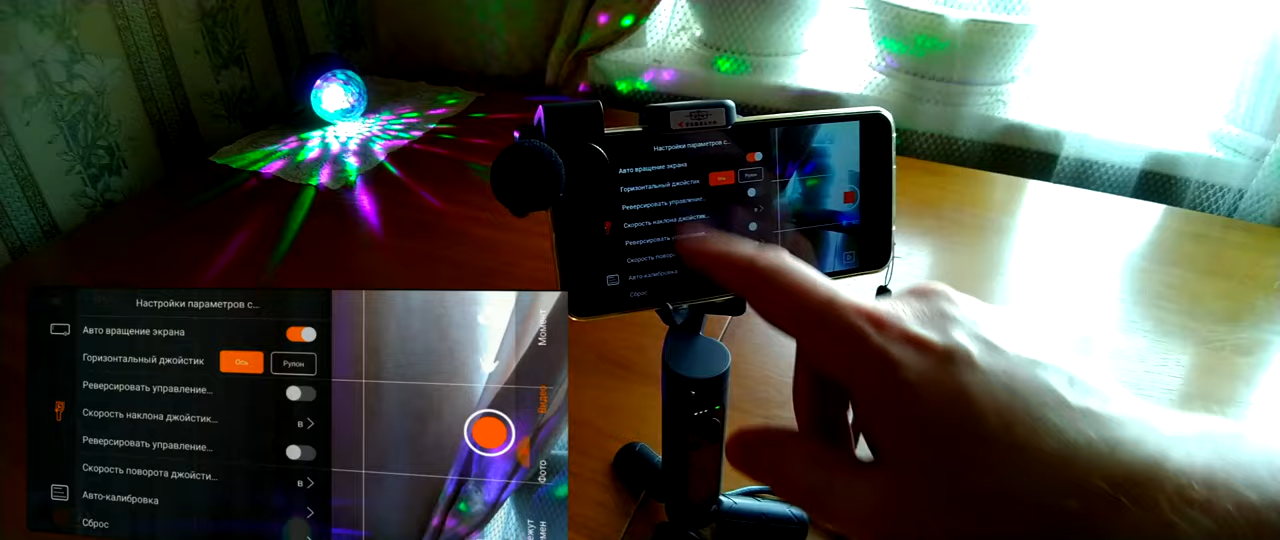 Настройки параметров с...
Авто вращение экрана
Горизонтальный джойстик
Ось
Рулон
Реверсировать управление...
Скорость наклона джойстик...
Реверсировать
Скорость
Авто-калибровка
Сброс
Настройки параметров с...
Авто вращение экрана
Горизонтальный джойстик
Ось
Рулон
Реверсировать управление...
Скорость наклона джойстик...
В
Реверсировать управление...
Скорость поворота джойсти...
В
Авто-калибровка
Сброс
Момент
Видео
Фото